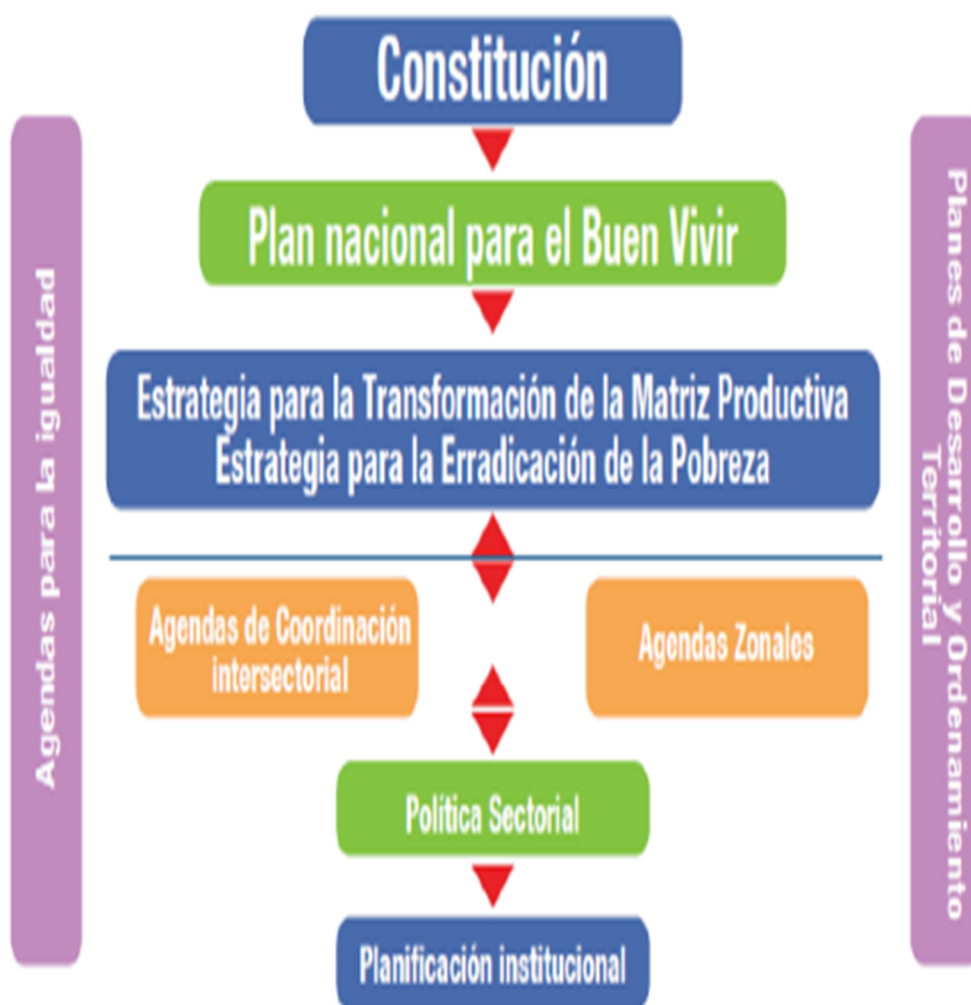 Constitución
Plan nacional para el Buen Vivir
Estrategia para la Transformación de la Matriz Productiva
Estrategia para la Erradicación de la Pobreza
Agendas para la igualdad
Planes de Desarrollo y Ordenamiento
Territorial
Agendas de Coordinación
intersectorial
Agendas Zonales
Política Sectorial
Planificación institucional